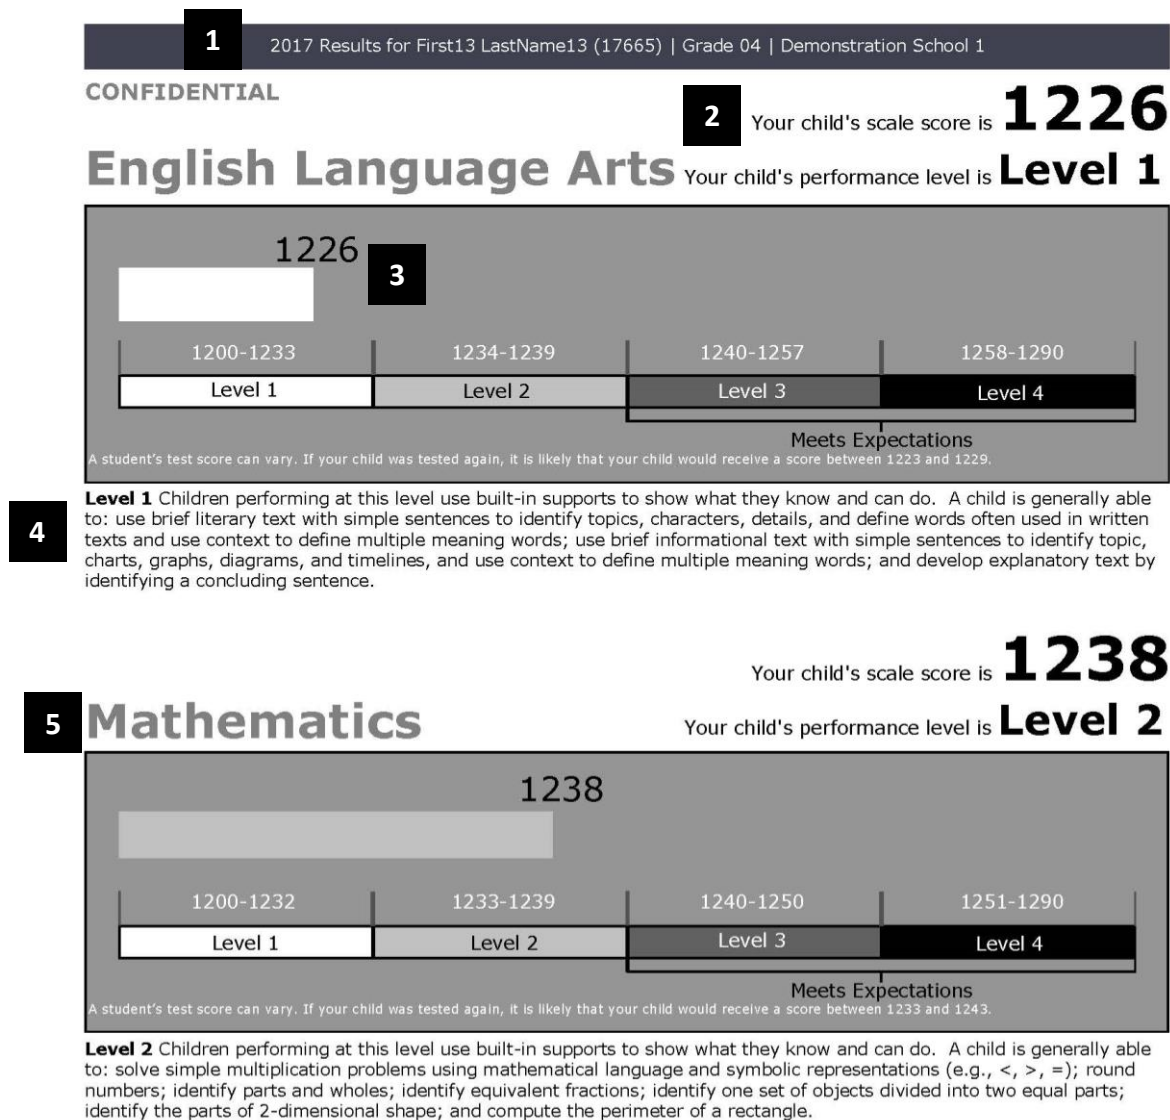 1
2017 Results for First13 LastName13 (17665) | Grade 04 | Demonstration School 1
CONFIDENTIAL
2
Your child's scale score is 1226
English Language Arts
Your child's performance level is Level 1
1226
3
1200-1233 1234-1239 1240-1257 1258-1290
Level 1 Level 2 Level 3 Level 4
Meets Expectations
A student's test score can vary. If your child was tested again, it is likely that your child would receive a score between 1223 and 1229.
4
Level 1 Children performing at this level use built-in supports to show what they know and can do. A child is generally able
to: use brief literary text with simple sentences to identify topics, characters, details, and define words often used in written
texts and use context to define multiple meaning words; use brief informational text with simple sentences to identify topic,
charts, graphs, diagrams, and timelines, and use context to define multiple meaning words; and develop explanatory text by
identifying a concluding sentence.
Your child's scale score is 1238
5
Mathematics
Your child's performance level is Level 2
1238
1200-1232 1233-1239 1240-1250 1251-1290
Level 1 Level 2 Level 3 Level 4
Meets Expectations
A student's test score can vary. If your child was tested again, it is likely that your child would receive a score between 1233 and 1243.
Level 2 Children performing at this level use built-in supports to show what they know and can do. A child is generally able
to: solve simple multiplication problems using mathematical language and symbolic representations (e.g., <, >, =); round
numbers; identify parts and wholes; identify equivalent fractions; identify one set of objects divided into two equal parts;
identify the parts of 2-dimensional shape; and compute the perimeter of a rectangle.